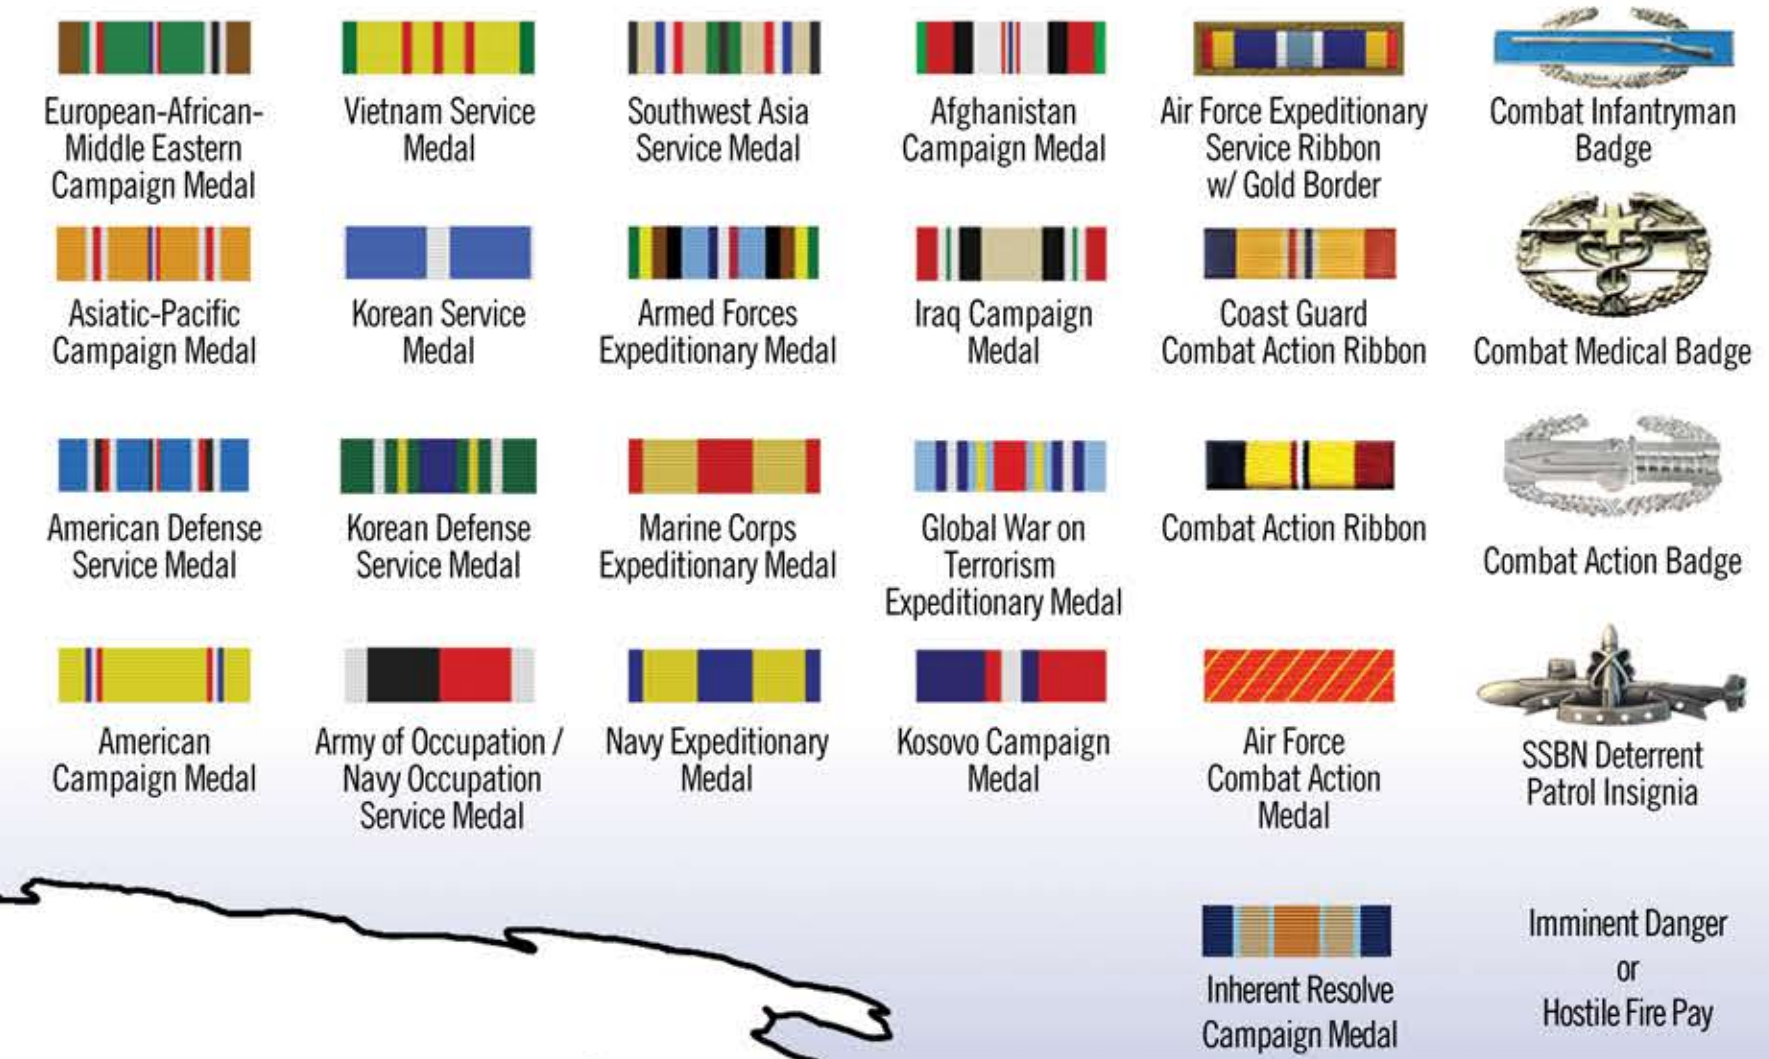 European-African-
Middle Eastern
Campaign Medal
Vietnam Service
Medal
Southwest Asia
Service Medal
Afghanistan
Campaign Medal
Air Force Expeditionary
Service Ribbon
w/ Gold Border
Combat Infantryman
Badge
Asiatic-Pacific
Campaign Medal
Korean Service
Medal
Armed Forces
Expeditionary Medal
Iraq Campaign
Medal
Coast Guard
Combat Action Ribbon
Combat Medical Badge
American Defense
Service Medal
Korean Defense
Service Medal
Marine Corps
Expeditionary Medal
Global War on
Terrorism
Expeditionary Medal
Combat Action Ribbon
Combat Action Badge
American
Campaign Medal
Army of Occupation /
Navy Occupation
Service Medal
Navy Expeditionary
Medal
Kosovo Campaign
Medal
Air Force
Combat Action
Medal
SSBN Deterrent
Patrol Insignia
Inherent Resolve
Campaign Medal
Imminent Danger
or
Hostile Fire Pay